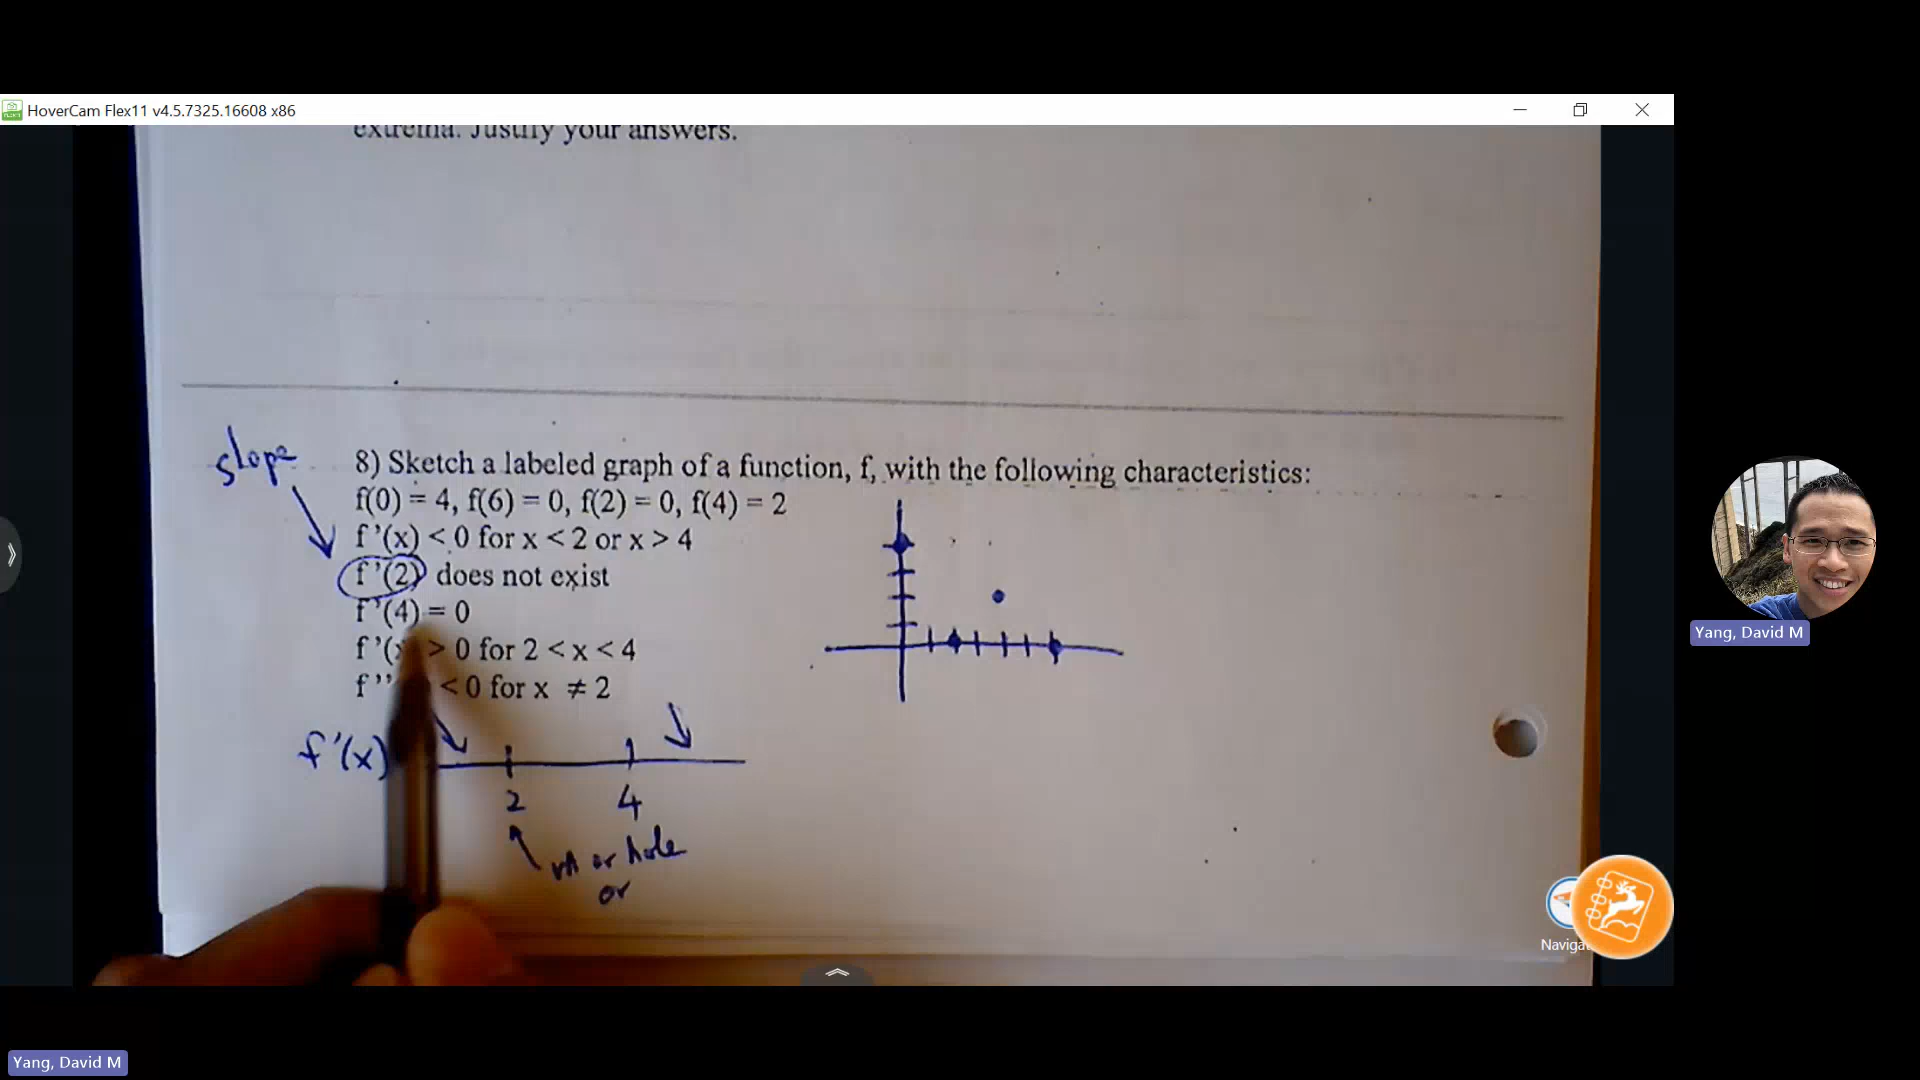 HoverCam Flex11 v4.5.7325.16608 x86
extrema. Justify your answers.
slope
8) Sketch a labeled graph of a function, f, with the following characteristics:
f(0) = 4, f(6) = 0, f(2) = 0, f(4) = 2
f '(x) < 0 for x < 2 or x > 4
f '(2) does not exist
f '(4) = 0
f '(x > 0 for 2 < x < 4
f '' < 0 for x ≠ 2
f '(x)
2 4
VA or hole
or
Navigat
Yang, David M
Yang, David M